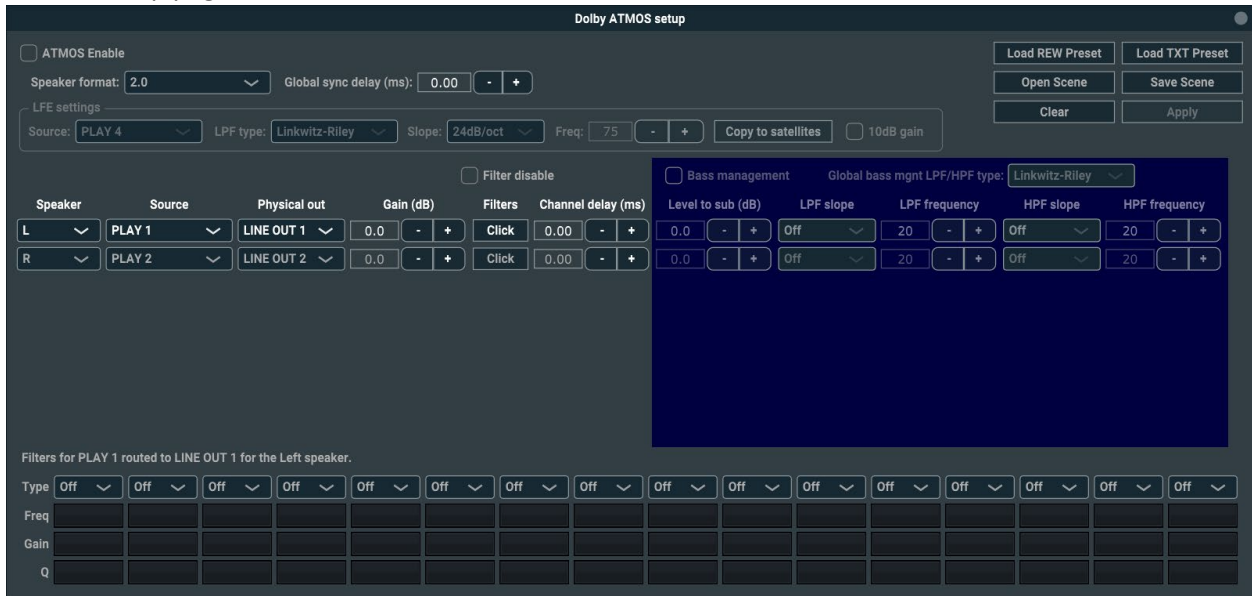 Dolby ATMOS setup
ATMOS Enable
Load REW Preset Load TXT Preset
Speaker format: 2.0 Global sync delay (ms): 0.00 - +
Open Scene Save Scene
LFE settings
Clear Apply
Source: PLAY 4 LPF type: Linkwitz-Riley Slope: 24dB/oct Freq: 75 - + Copy to satellites 10dB gain
Filter disable Bass management Global bass mgnt LPF/HPF type: Linkwitz-Riley
Speaker Source Physical out Gain (dB) Filters Channel delay (ms) Level to sub (dB) LPF slope LPF frequency HPF slope HPF frequency
L PLAY 1 LINE OUT 1 0.0 - + Click 0.00 - + 0.0 - + Off 20 - + Off 20 - +
R PLAY 2 LINE OUT 2 0.0 - + Click 0.00 - + 0.0 - + Off 20 - + Off 20 - +
Filters for PLAY 1 routed to LINE OUT 1 for the Left speaker.
Type Off Off Off Off Off Off Off Off Off Off Off Off Off Off Off Off
Freq
Gain
Q